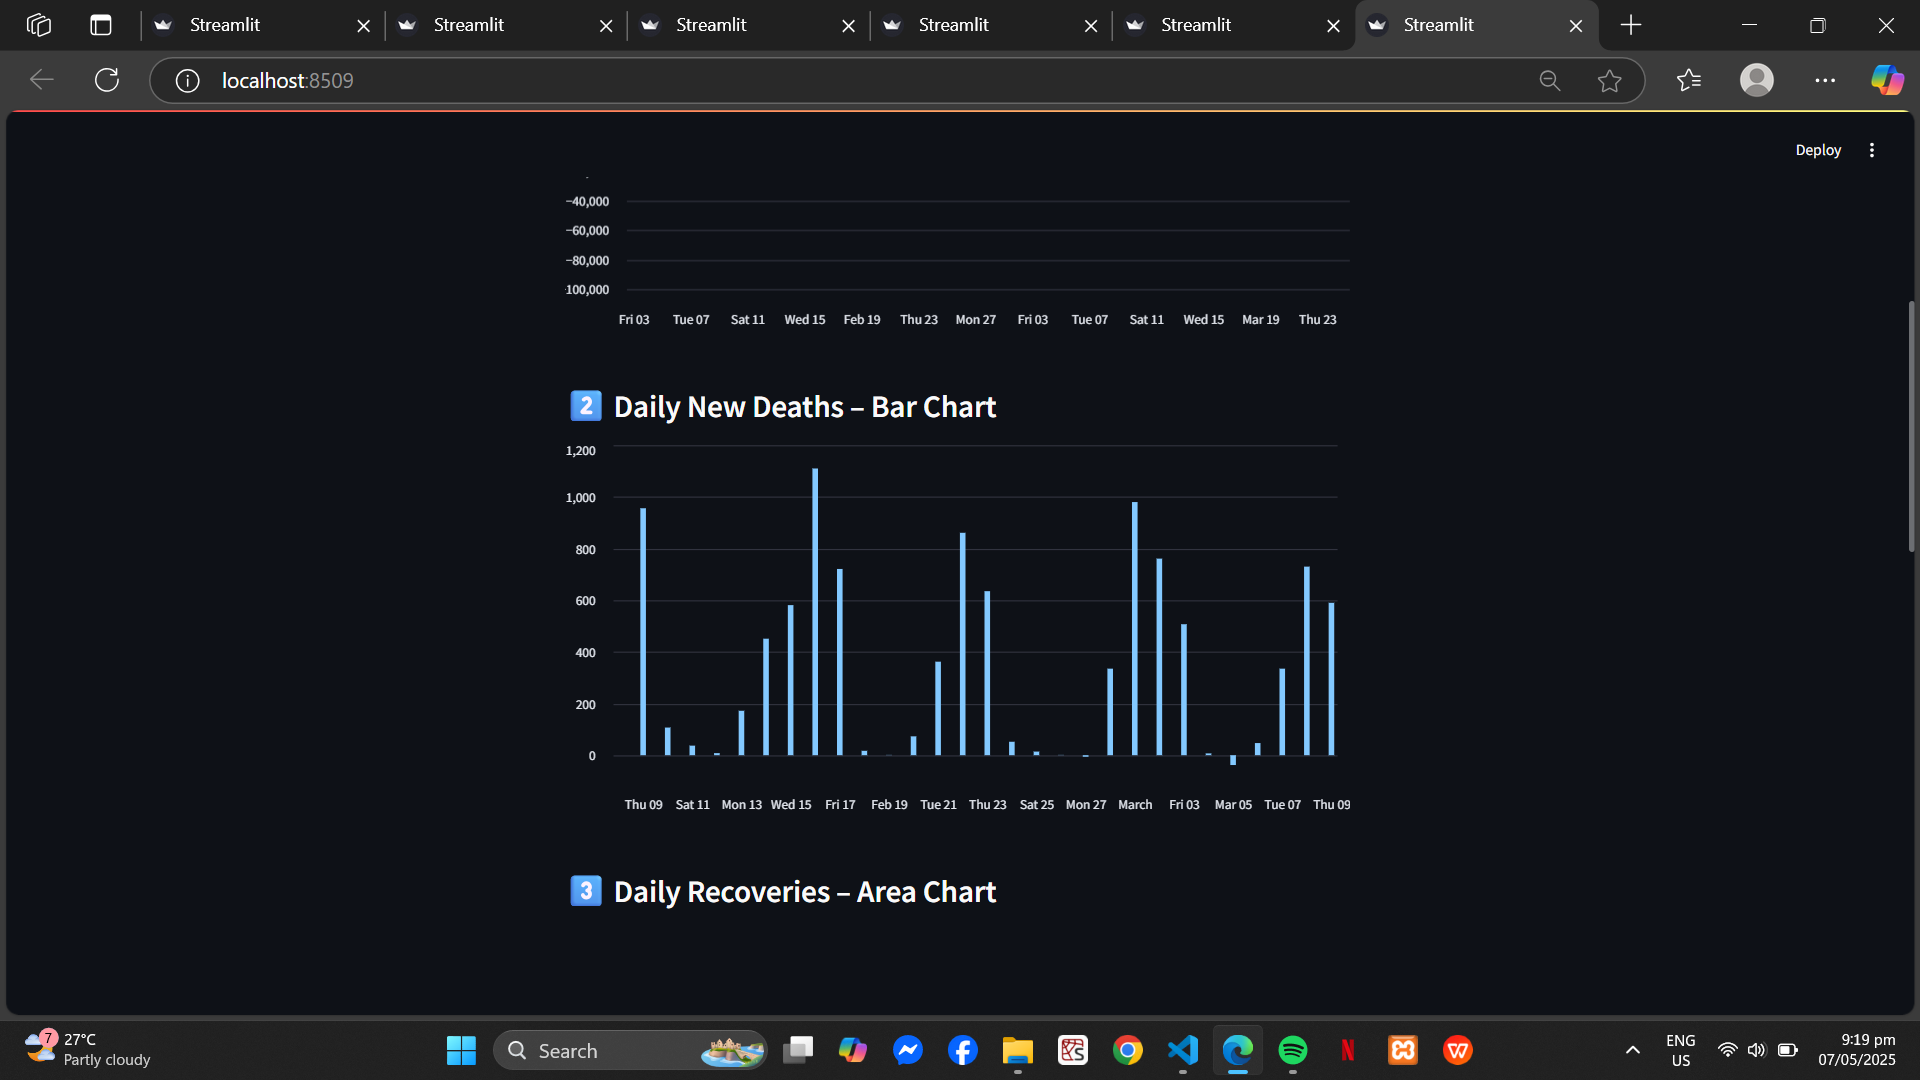 Streamlit
Streamlit
Streamlit
Streamlit
Streamlit
Streamlit
localhost:8509
Deploy
−40,000
−60,000
−80,000
100,000
Fri 03 Tue 07 Sat 11 Wed 15 Feb 19 Thu 23 Mon 27 Fri 03 Tue 07 Sat 11 Wed 15 Mar 19 Thu 23
2 Daily New Deaths – Bar Chart
1,200
1,000
800
600
400
200
0
Thu 09 Sat 11 Mon 13 Wed 15 Fri 17 Feb 19 Tue 21 Thu 23 Sat 25 Mon 27 March Fri 03 Mar 05 Tue 07 Thu 09
3 Daily Recoveries – Area Chart
7
27°C
Partly cloudy
Search
ENG
US
9:19 pm
07/05/2025